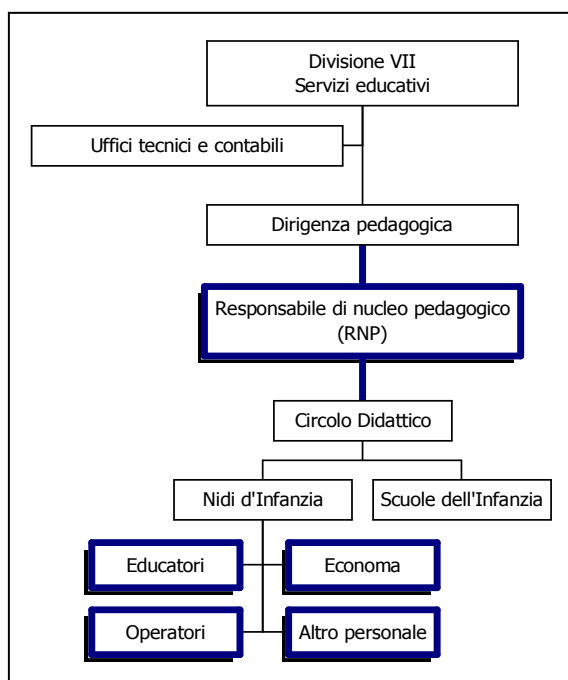 Divisione VII
Servizi educativi
Uffici tecnici e contabili
Dirigenza pedagogica
Responsabile di nucleo pedagogico
(RNP)
Circolo Didattico
Nidi d'Infanzia
Scuole dell'Infanzia
Educatori
Economa
Operatori
Altro personale